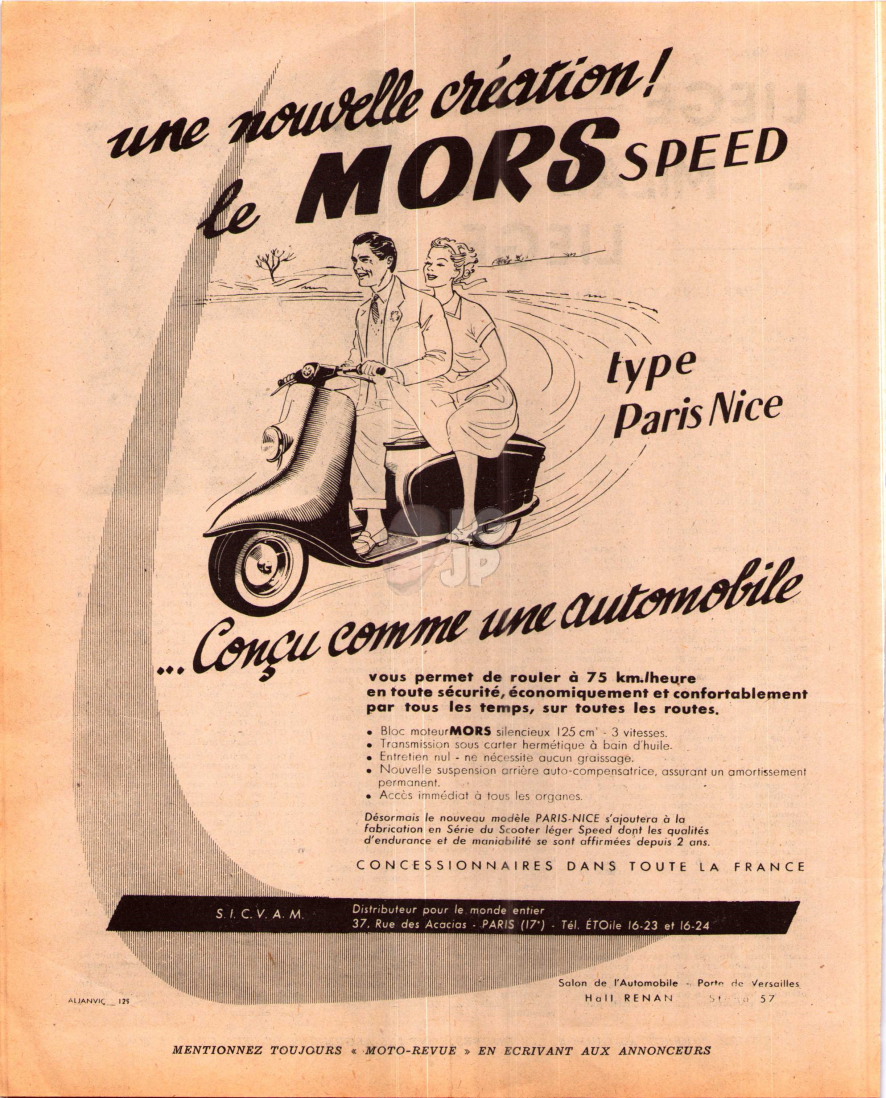 une nouvelle création!
le MORS SPEED
type
Paris Nice
... Conçu comme une automobile
vous permet de rouler à 75 km./heure
en toute sécurité, économiquement et confortablement
par tous les temps, sur toutes les routes.
• Bloc moteur MORS silencieux 125 cm³ - 3 vitesses.
• Transmission sous carter hermétique à bain d'huile.
• Entretien nul - ne nécessite aucun graissage.
• Nouvelle suspension arrière auto-compensatrice, assurant un amortissement
permanent.
• Accès immédiat à tous les organes.
Désormais le nouveau modèle PARIS-NICE s'ajoutera à la
fabrication en Série du Scooter léger Speed dont les qualités
d'endurance et de maniabilité se sont affirmées depuis 2 ans.
CONCESSIONNAIRES DANS TOUTE LA FRANCE
S.I.C.V.A.M.
Distributeur pour le monde entier
37, Rue des Acacias - PARIS (17ᵉ) - Tél. ÉTOile 16-23 et 16-24
Salon de l'Automobile - Porte de Versailles
Hall RENAN 57
ALJANVIC _ 125
MENTIONNEZ TOUJOURS « MOTO-REVUE » EN ECRIVANT AUX ANNONCEURS